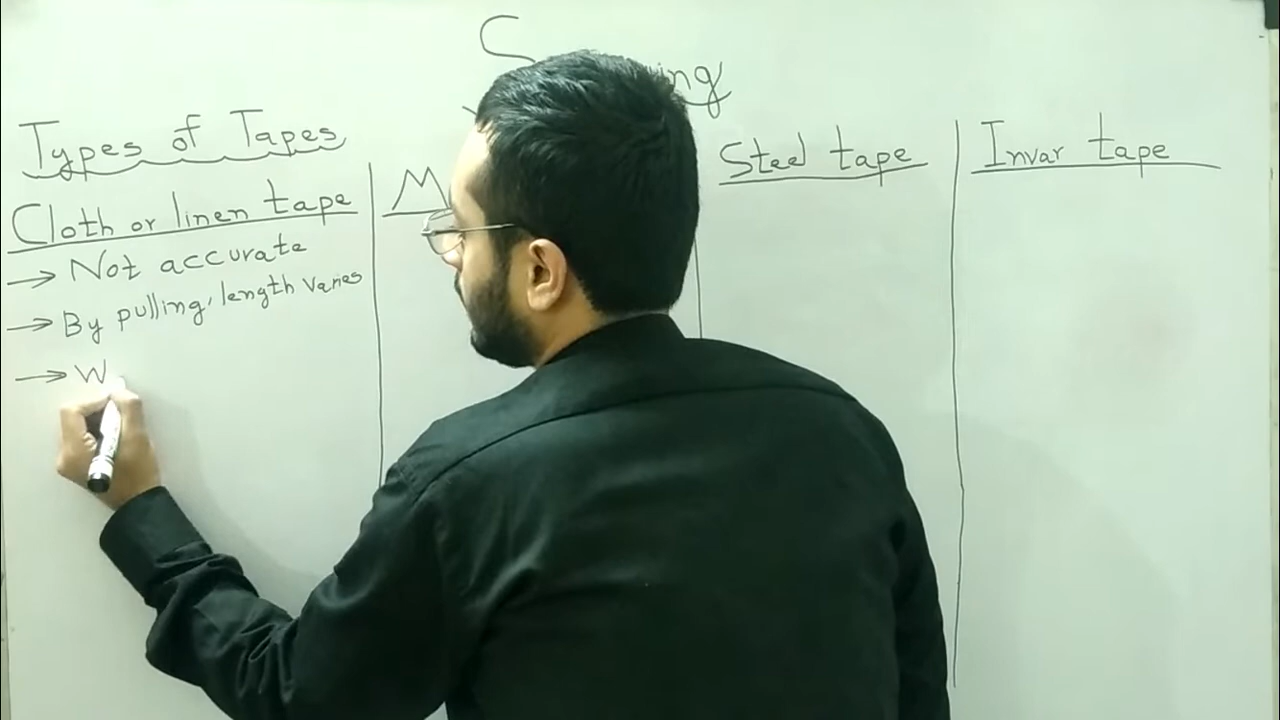 Types of Tapes
Cloth or linen tape
→ Not accurate
→ By pulling, length varies
→ W
Steel tape
Invar tape